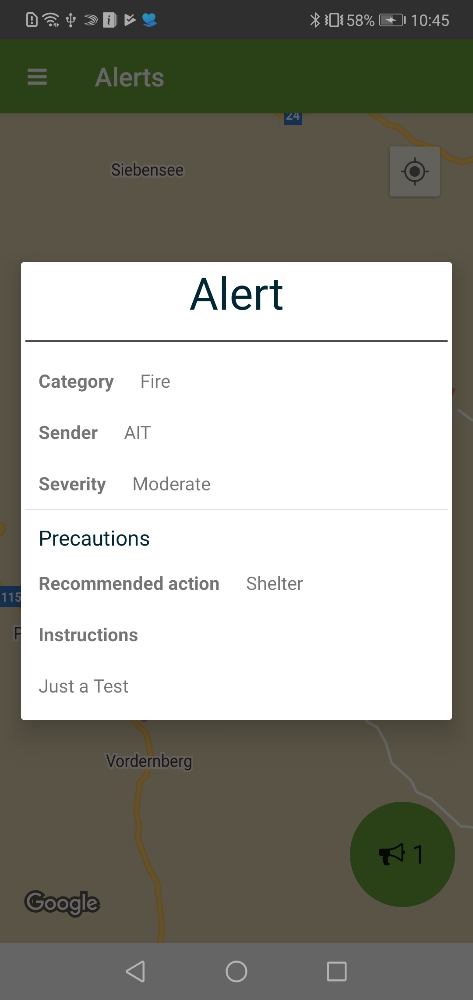 58% 10:45
Alerts
24
Siebensee
Alert
Category Fire
Sender AIT
Severity Moderate
Precautions
Recommended action Shelter
115
P
Instructions
Just a Test
Vordernberg
1
Google